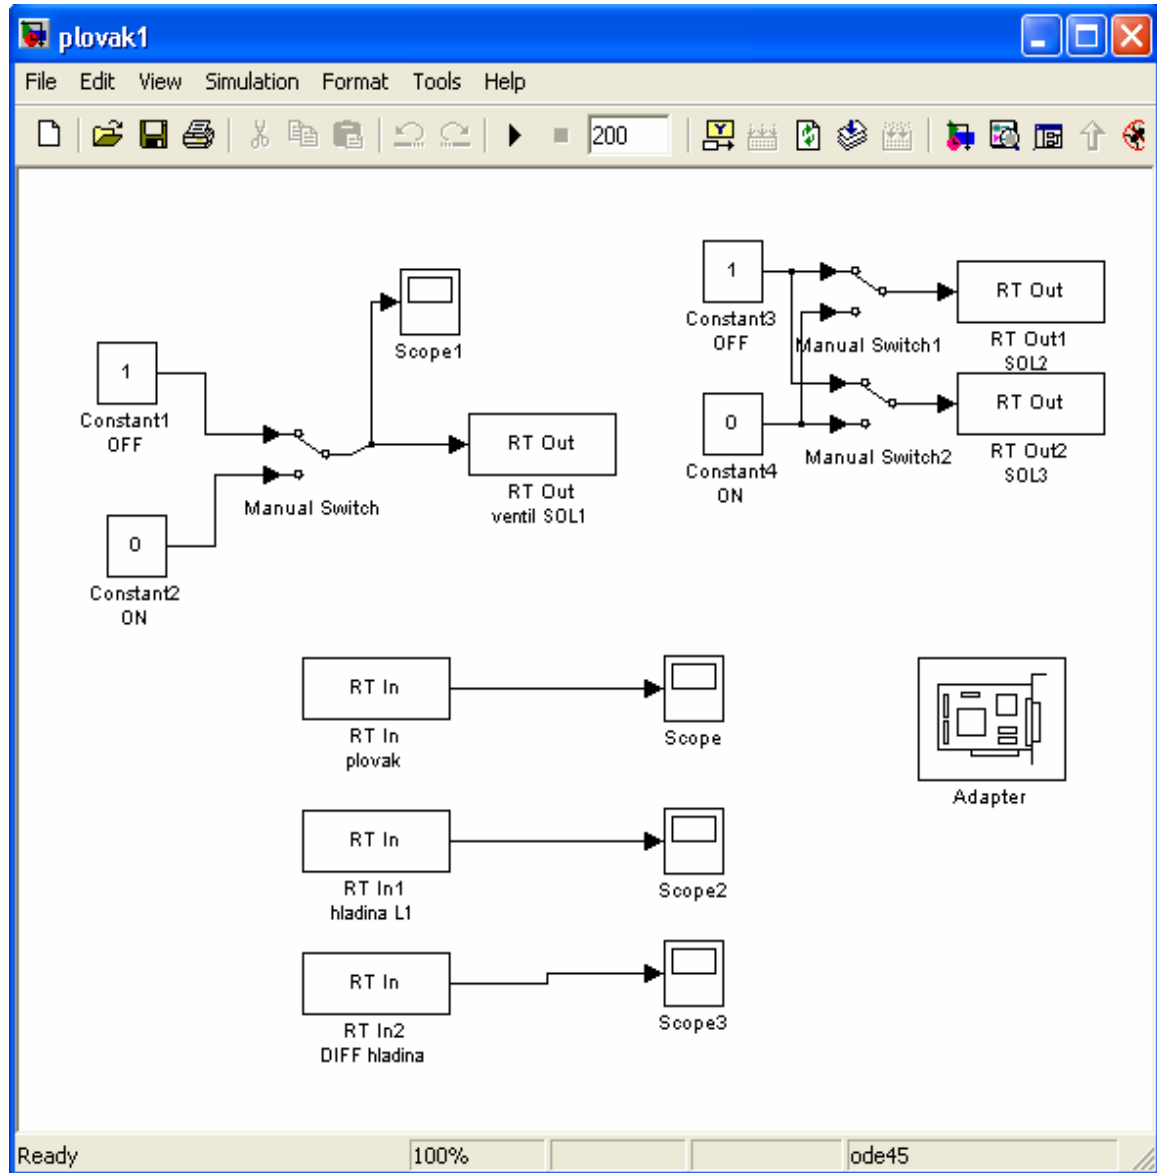 plovak1
File Edit View Simulation Format Tools Help
200
1
Constant1
OFF
0
Constant2
ON
Manual Switch
Scope1
RT Out
RT Out
ventil SOL1
1
Constant3
OFF
0
Constant4
ON
Manual Switch1
Manual Switch2
RT Out
RT Out1
SOL2
RT Out
RT Out2
SOL3
RT In
RT In
plovak
Scope
RT In
RT In1
hladina L1
Scope2
RT In
RT In2
DIFF hladina
Scope3
Adapter
Ready 100% ode45